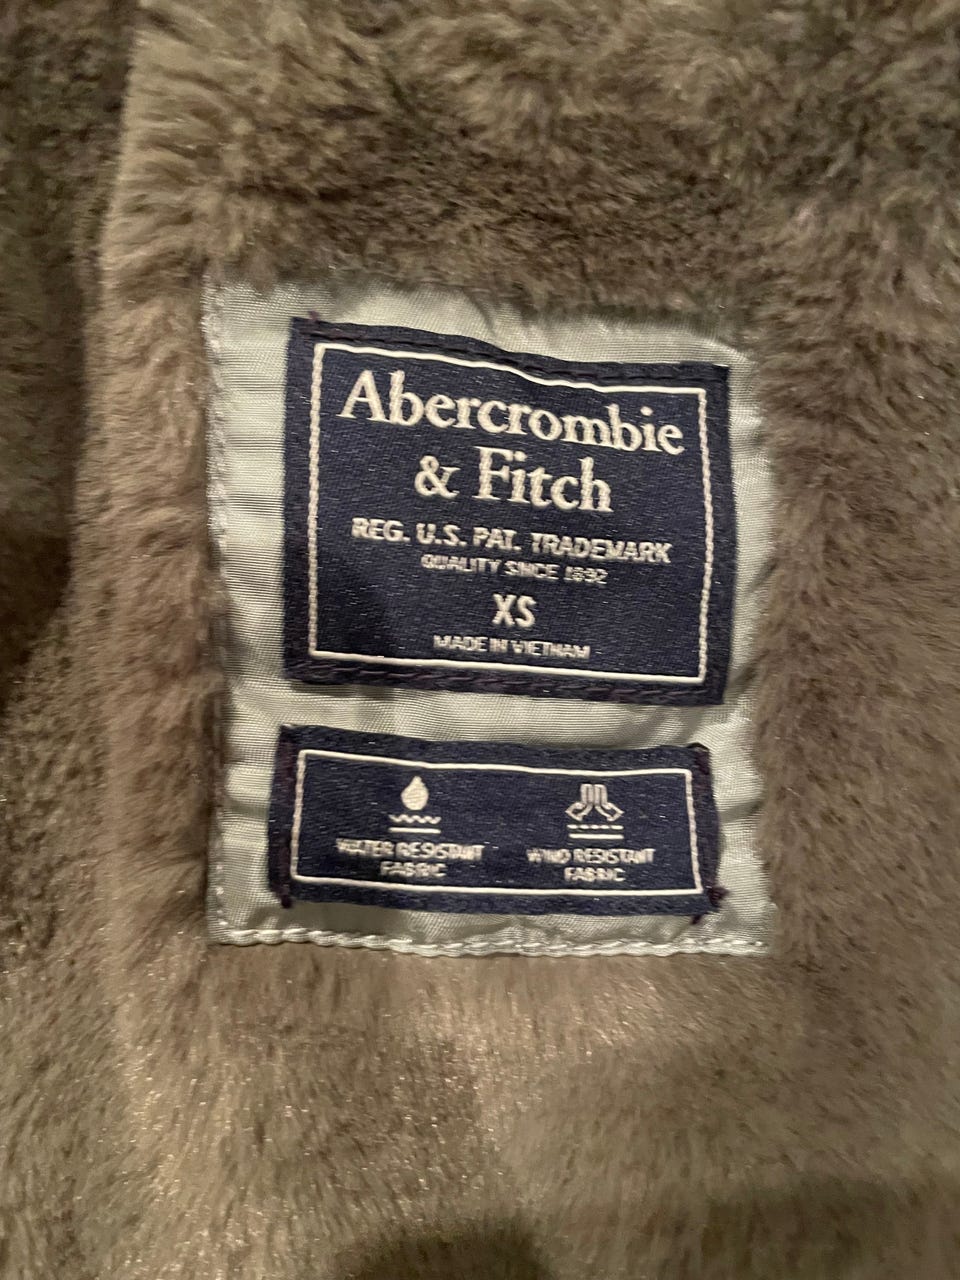 Abercrombie
& Fitch
REG. U.S. PAT. TRADEMARK
QUALITY SINCE 1892
XS
MADE IN VIETNAM
WATER RESISTANT
FABRIC
WIND RESISTANT
FABRIC